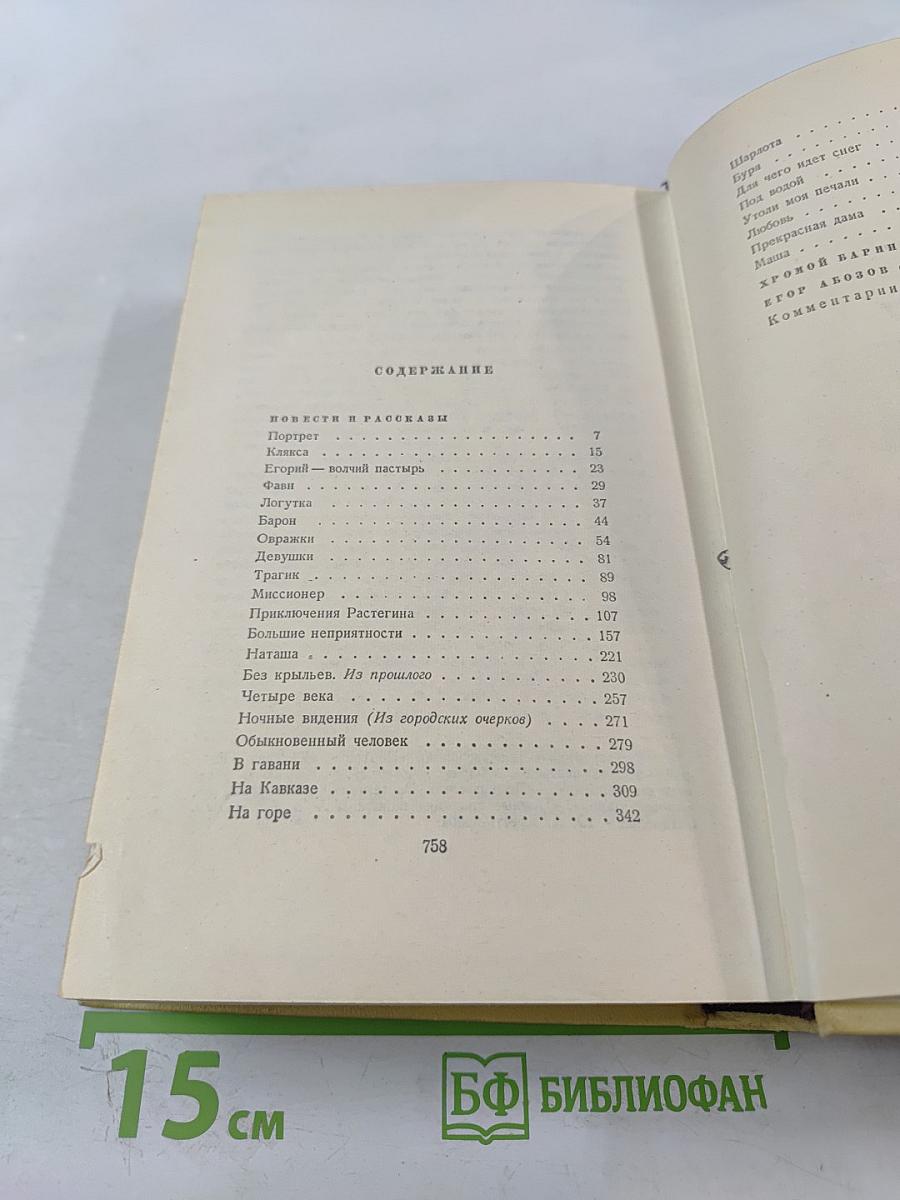 СОДЕРЖАНИЕ
ПОВЕСТИ И РАССКАЗЫ
Портрет . . . . . . . . . . . . . . . . . . . . 7
Клякса . . . . . . . . . . . . . . . . . . . . 15
Егорий — волчий пастырь . . . . . . . . . . . 23
Фави . . . . . . . . . . . . . . . . . . . . . 29
Логутка . . . . . . . . . . . . . . . . . . . 37
Барон . . . . . . . . . . . . . . . . . . . . 44
Овражки . . . . . . . . . . . . . . . . . . . 54
Девушки . . . . . . . . . . . . . . . . . . . 81
Трагик . . . . . . . . . . . . . . . . . . . . 89
Миссионер . . . . . . . . . . . . . . . . . . 98
Приключения Растегина . . . . . . . . . . . . 107
Большие неприятности . . . . . . . . . . . . . 157
Наташа . . . . . . . . . . . . . . . . . . . 221
Без крыльев. Из прошлого . . . . . . . . . . . 230
Четыре века . . . . . . . . . . . . . . . . . 257
Ночные видения (Из городских очерков) . . . . 271
Обыкновенный человек . . . . . . . . . . . . 279
В гавани . . . . . . . . . . . . . . . . . . . 298
На Кавказе . . . . . . . . . . . . . . . . . . 309
На горе . . . . . . . . . . . . . . . . . . . 342
758
Шарлота . . . . . . .
Буря . . . . . . . .
Для чего идет снег . .
Под водой . . . . . .
Утоли моя печали . . .
Любовь . . . . . . .
Прекрасная дама . .
Маша . . . . . . . .
ХРОМОЙ БАРИН
ЕГОР АБОЗОВ
Комментарии
15 см
БФ БИБЛИОФАН